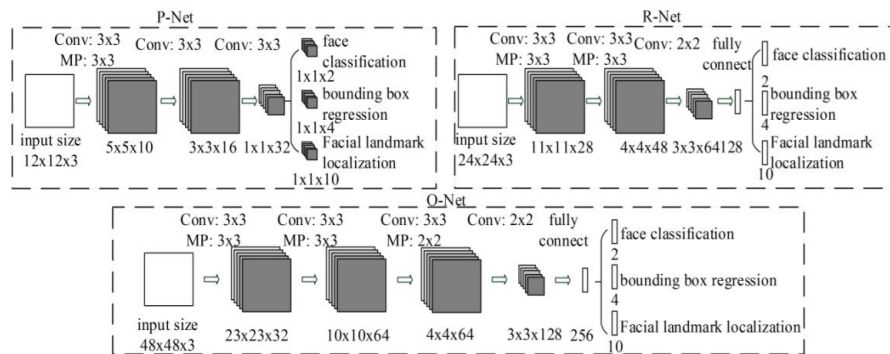 P-Net
Conv: 3x3 Conv: 3x3 Conv: 3x3
MP: 3x3
face
classification
1x1x2
bounding box
regression
1x1x4
Facial landmark
localization
1x1x10
input size
12x12x3
5x5x10
3x3x16
1x1x32
R-Net
Conv: 3x3 Conv: 3x3 Conv: 2x2 fully
MP: 3x3 MP: 3x3 connect
face classification
2
bounding box
regression
4
Facial landmark
localization
10
input size
24x24x3
11x11x28
4x4x48
3x3x64
128
O-Net
Conv: 3x3 Conv: 3x3 Conv: 3x3 Conv: 2x2 fully
MP: 3x3 MP: 3x3 MP: 2x2 connect
face classification
2
bounding box regression
4
Facial landmark localization
10
input size
48x48x3
23x23x32
10x10x64
4x4x64
3x3x128
256